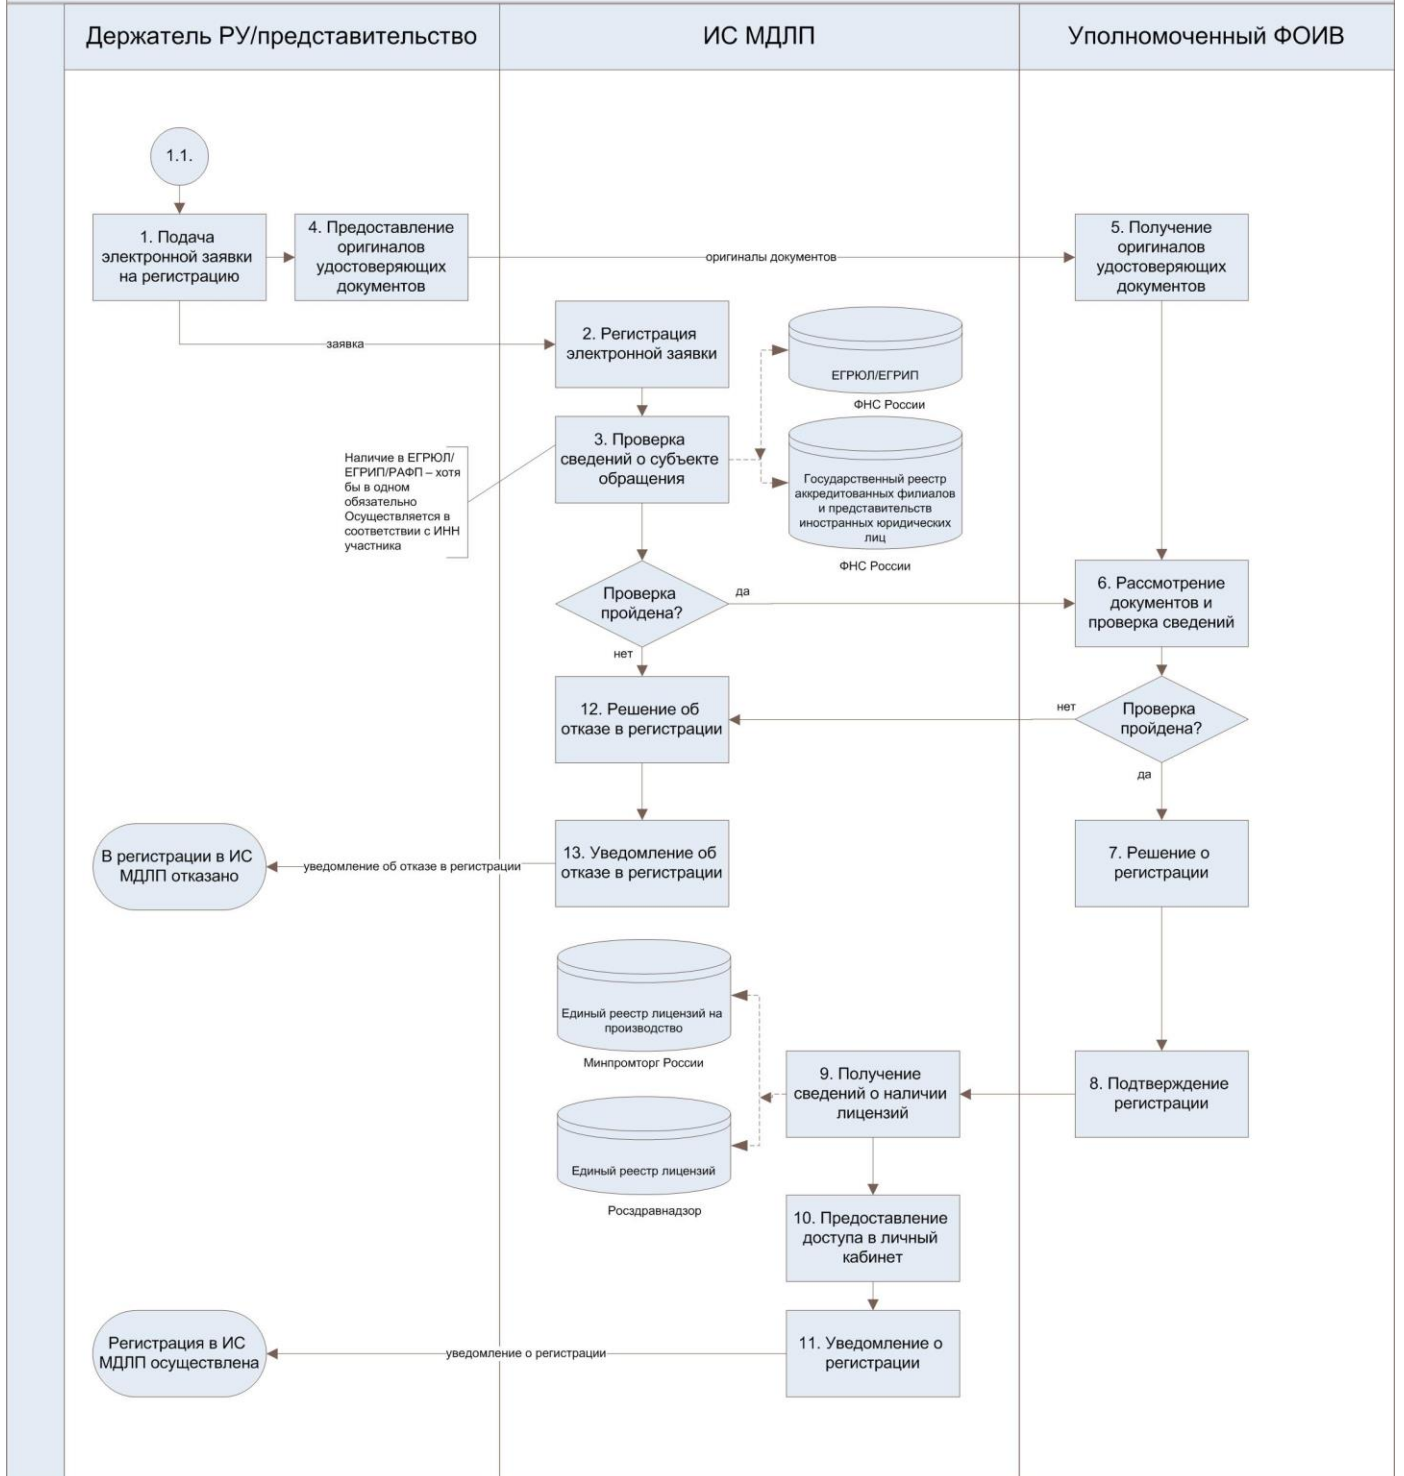 Держатель РУ/представительство
ИС МДЛП
Уполномоченный ФОИВ
1.1.
1. Подача
электронной заявки
на регистрацию
4. Предоставление
оригиналов
удостоверяющих
документов
оригиналы документов
5. Получение
оригиналов
удостоверяющих
документов
заявка
2. Регистрация
электронной заявки
ЕГРЮЛ/ЕГРИП
ФНС России
3. Проверка
сведений о субъекте
обращения
Наличие в ЕГРЮЛ/
ЕГРИП/РАФП – хотя
бы в одном
обязательно
Осуществляется в
соответствии с ИНН
участника
Государственный реестр
аккредитованных филиалов
и представительств
иностранных юридических
лиц
ФНС России
Проверка
пройдена?
да
нет
6. Рассмотрение
документов и
проверка сведений
12. Решение об
отказе в регистрации
нет
Проверка
пройдена?
да
В регистрации в ИС
МДЛП отказано
уведомление об отказе в регистрации
13. Уведомление об
отказе в регистрации
7. Решение о
регистрации
Единый реестр лицензий на
производство
Минпромторг России
9. Получение
сведений о наличии
лицензий
8. Подтверждение
регистрации
Единый реестр лицензий
Росздравнадзор
10. Предоставление
доступа в личный
кабинет
Регистрация в ИС
МДЛП осуществлена
уведомление о регистрации
11. Уведомление о
регистрации